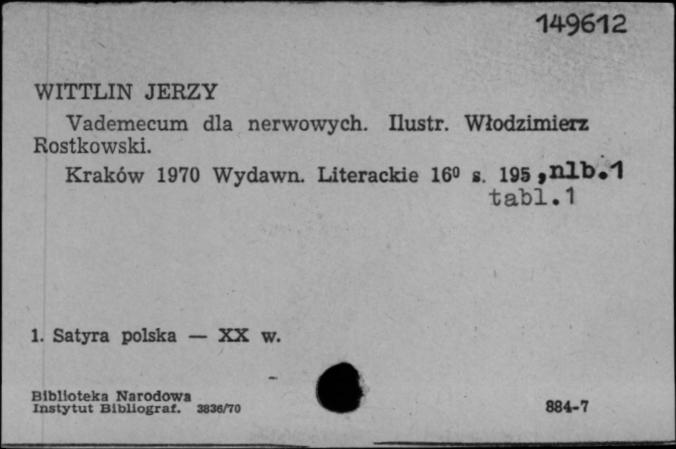 149612
WITTLIN JERZY
Vademecum dla nerwowych. Ilustr. Włodzimierz
Rostkowski.
Kraków 1970 Wydawn. Literackie 16⁰ s. 195 ,nlb.1
tabl.1
1. Satyra polska — XX w.
Biblioteka Narodowa
Instytut Bibliograf. 3836/70
884-7